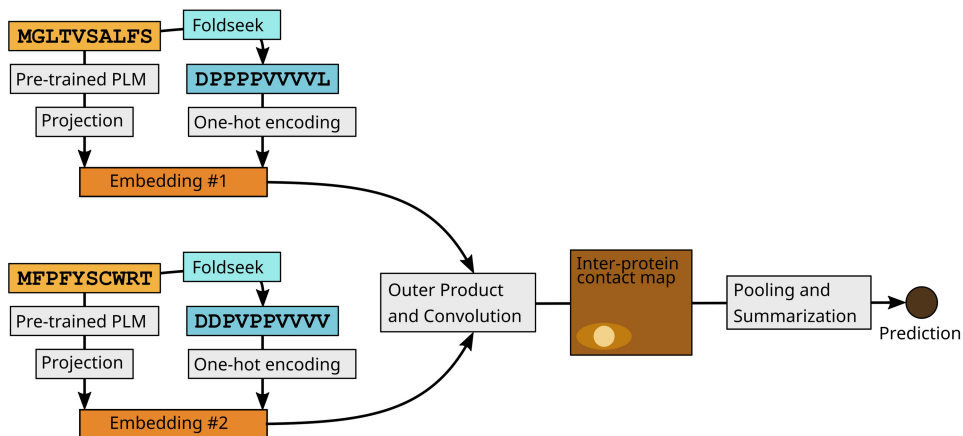 MGLTVSALFS
Foldseek
Pre-trained PLM
DPPPPVVVVL
Projection
One-hot encoding
Embedding #1
MFPFYSCWRT
Foldseek
Pre-trained PLM
DDPVPPVVVV
Projection
One-hot encoding
Embedding #2
Outer Product
and Convolution
Inter-protein
contact map
Pooling and
Summarization
Prediction